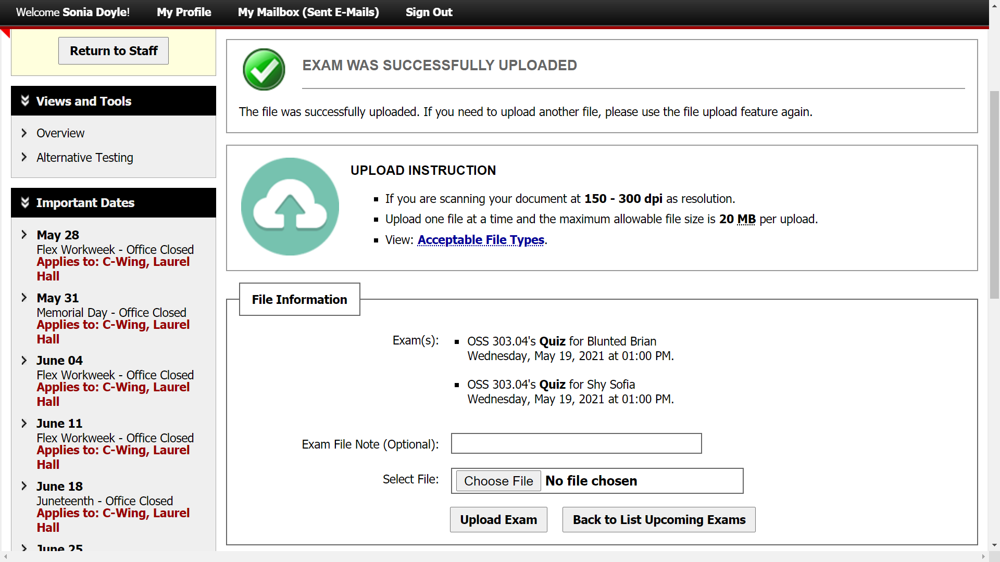 Welcome Sonia Doyle!
My Profile
My Mailbox (Sent E-Mails)
Sign Out
Return to Staff
Views and Tools
Overview
Alternative Testing
Important Dates
May 28
Flex Workweek - Office Closed
Applies to: C-Wing, Laurel
Hall
May 31
Memorial Day - Office Closed
Applies to: C-Wing, Laurel
Hall
June 04
Flex Workweek - Office Closed
Applies to: C-Wing, Laurel
Hall
June 11
Flex Workweek - Office Closed
Applies to: C-Wing, Laurel
Hall
June 18
Juneteenth - Office Closed
Applies to: C-Wing, Laurel
Hall
June 25
EXAM WAS SUCCESSFULLY UPLOADED
The file was successfully uploaded. If you need to upload another file, please use the file upload feature again.
UPLOAD INSTRUCTION
If you are scanning your document at 150 - 300 dpi as resolution.
Upload one file at a time and the maximum allowable file size is 20 MB per upload.
View: Acceptable File Types.
File Information
Exam(s):
OSS 303.04's Quiz for Blunted Brian
Wednesday, May 19, 2021 at 01:00 PM.
OSS 303.04's Quiz for Shy Sofia
Wednesday, May 19, 2021 at 01:00 PM.
Exam File Note (Optional):
Select File:
Choose File No file chosen
Upload Exam
Back to List Upcoming Exams